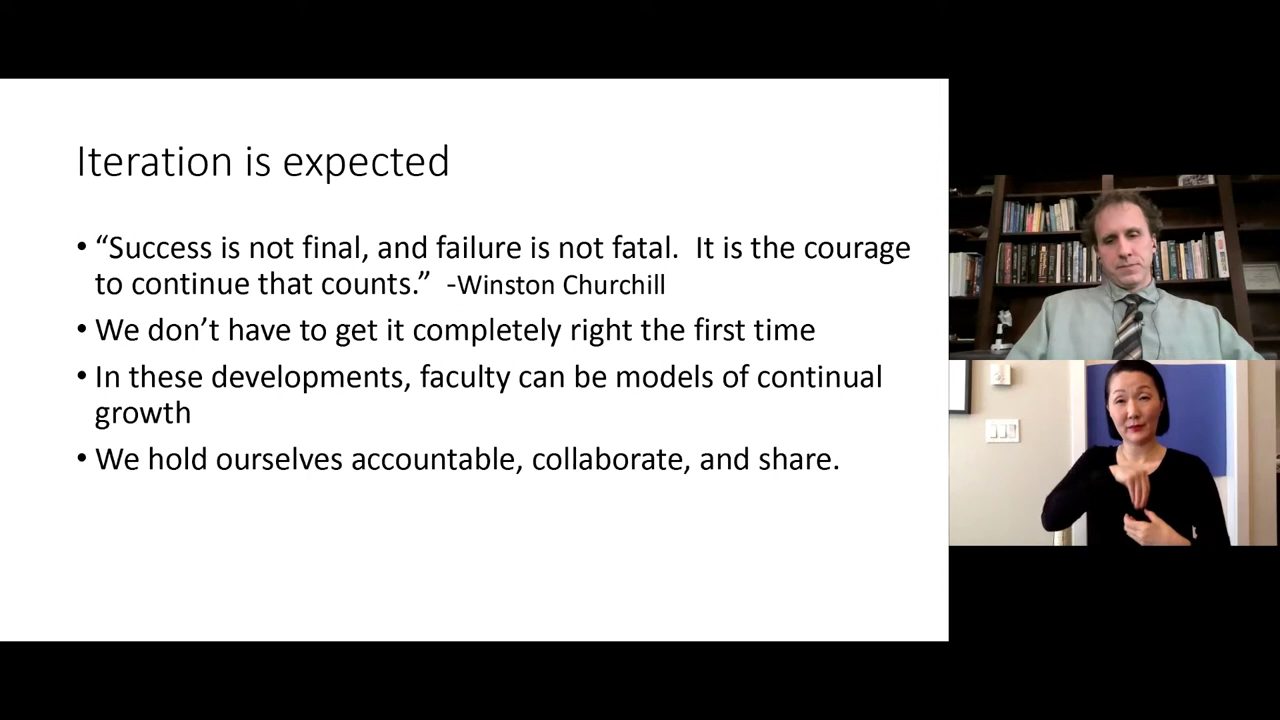 Iteration is expected
• “Success is not final, and failure is not fatal.  It is the courage
to continue that counts.”  -Winston Churchill
• We don’t have to get it completely right the first time
• In these developments, faculty can be models of continual
growth
• We hold ourselves accountable, collaborate, and share.